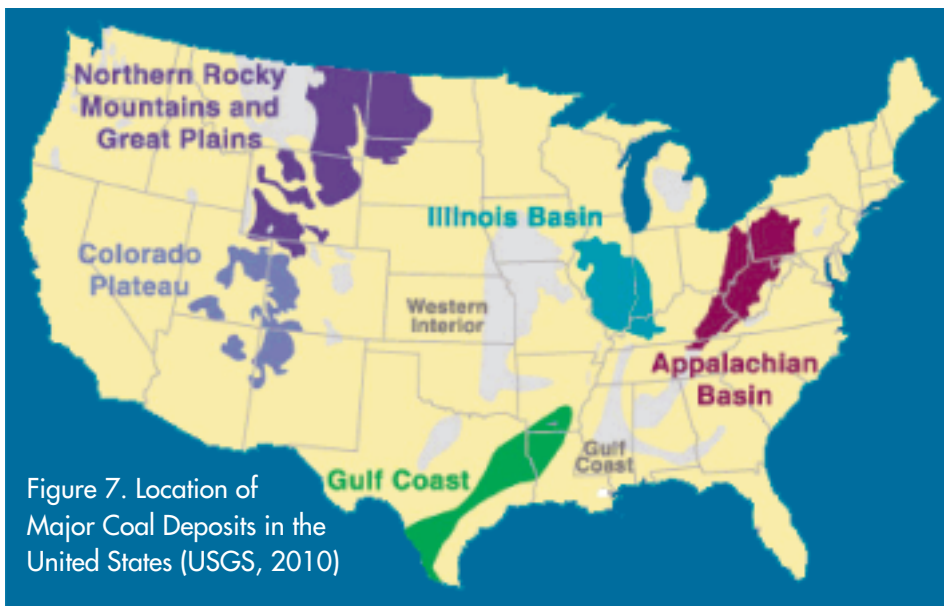 Northern Rocky
Mountains and
Great Plains
Illinois Basin
Colorado
Plateau
Western
Interior
Appalachian
Basin
Gulf
Coast
Gulf Coast
Figure 7. Location of
Major Coal Deposits in the
United States (USGS, 2010)